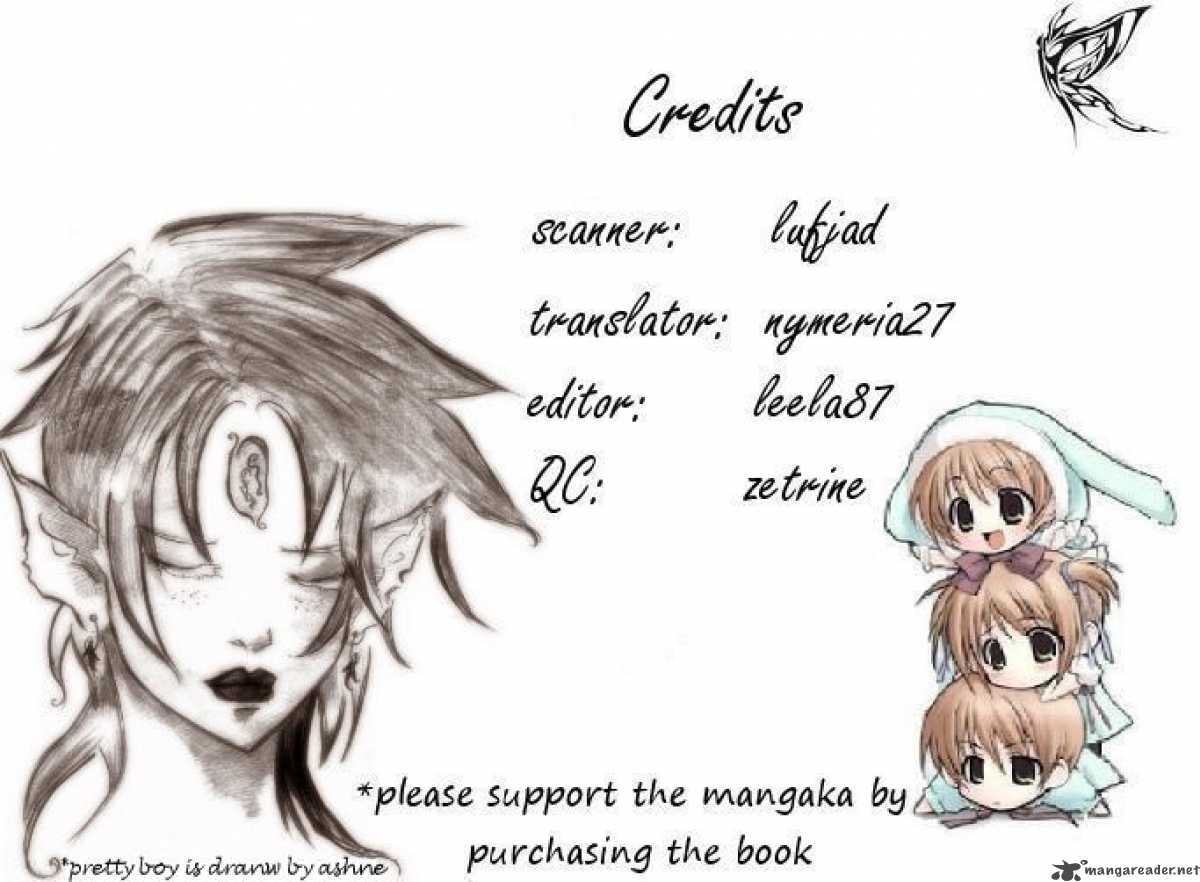 Credits
scanner: lufjad
translator: nymeria27
editor: leela87
QC: zetrine
*please support the mangaka by
purchasing the book
*pretty boy is dranw by ashne
mangareader.net